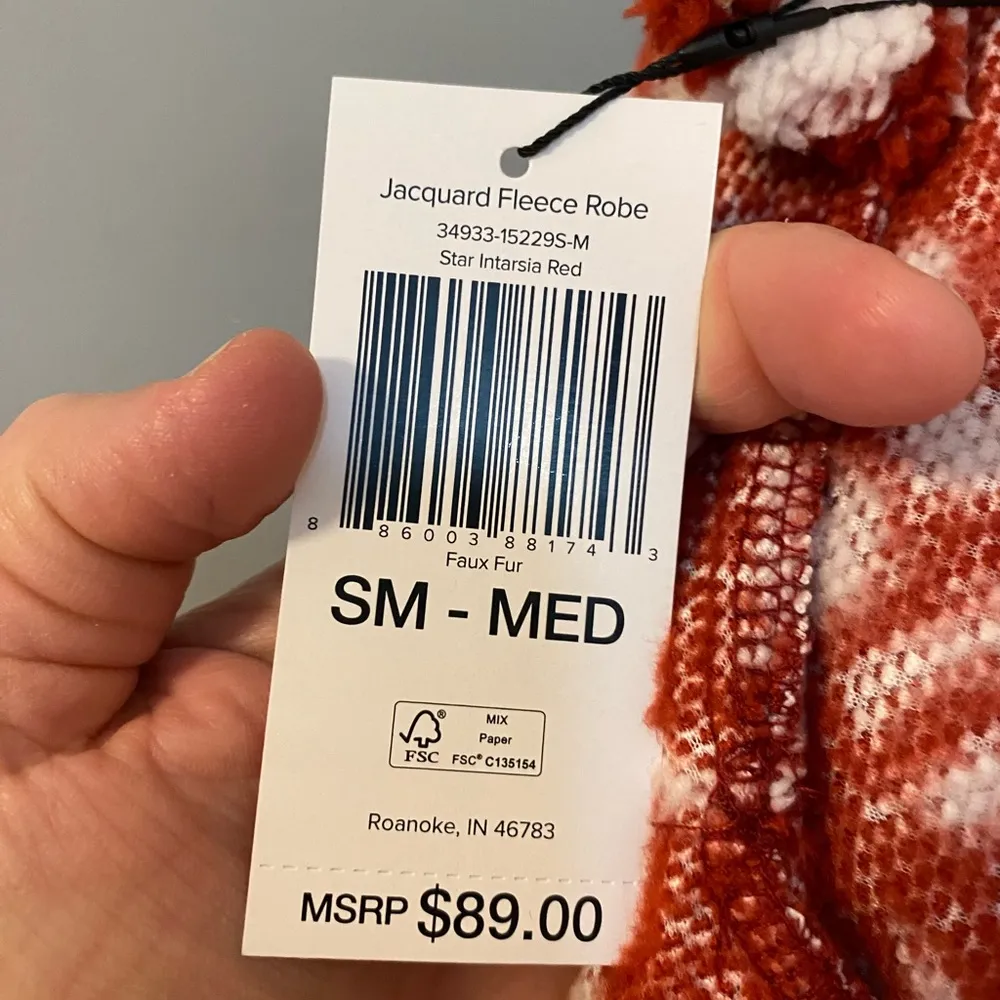 Jacquard Fleece Robe
34933-15229S-M
Star Intarsia Red
8 86003 88174 3
Faux Fur
SM - MED
MIX
Paper
FSC® FSC® C135154
Roanoke, IN 46783
MSRP $89.00